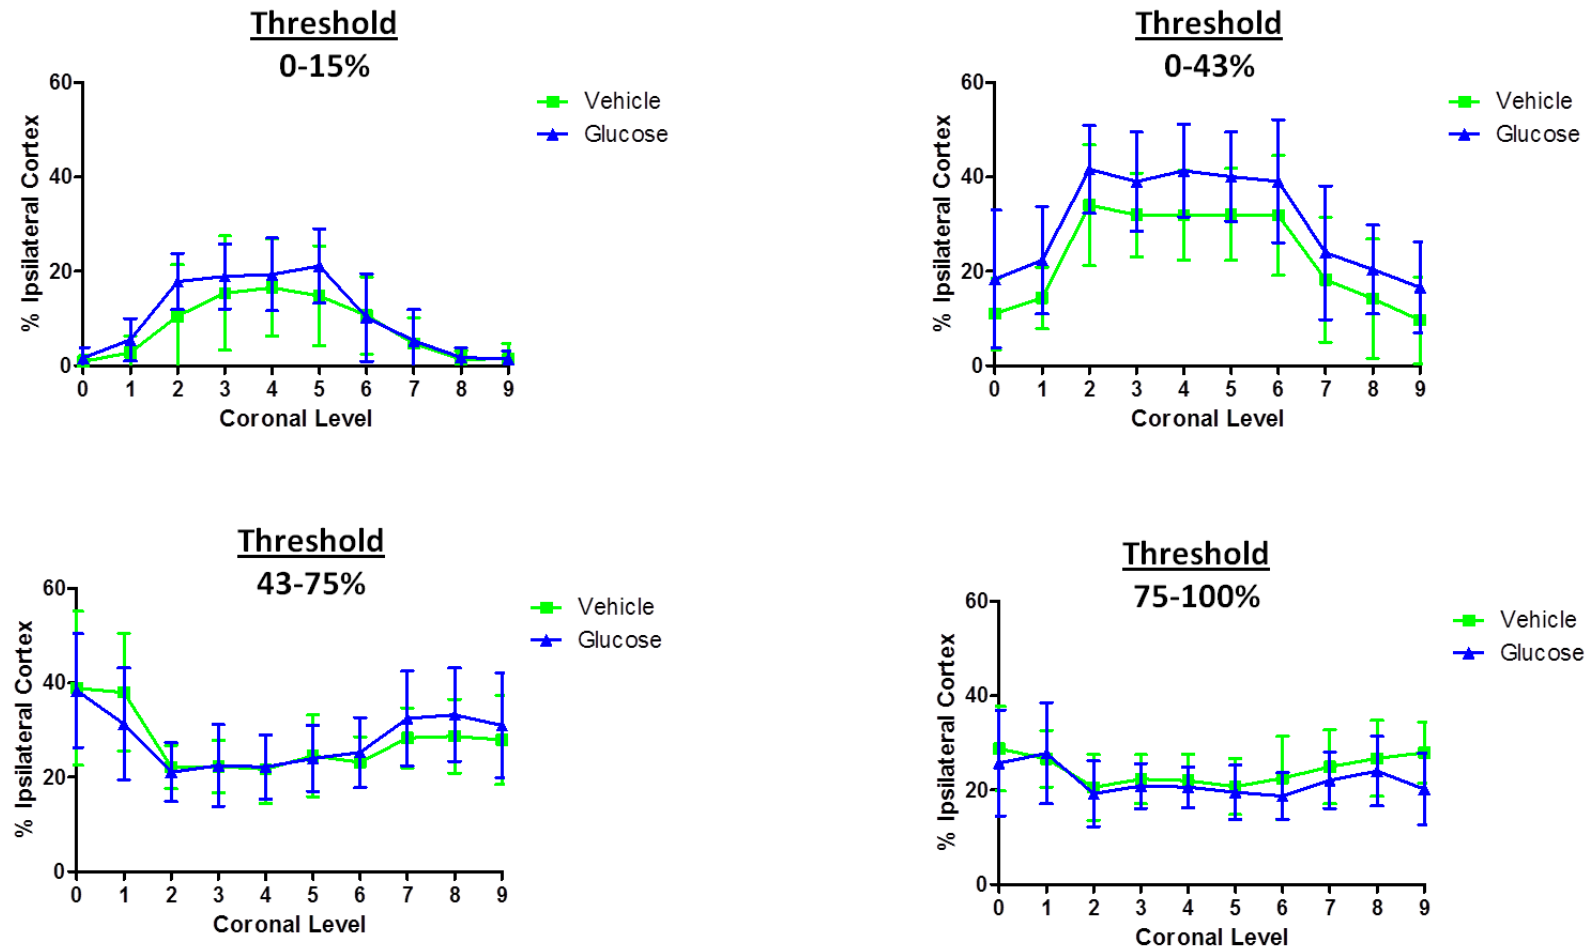 Threshold
0-15%
60
40
20
0
% Ipsilateral Cortex
0 1 2 3 4 5 6 7 8 9
Coronal Level
Vehicle
Glucose
Threshold
0-43%
60
40
20
0
% Ipsilateral Cortex
0 1 2 3 4 5 6 7 8 9
Coronal Level
Vehicle
Glucose
Threshold
43-75%
60
40
20
0
% Ipsilateral Cortex
0 1 2 3 4 5 6 7 8 9
Coronal Level
Vehicle
Glucose
Threshold
75-100%
60
40
20
0
% Ipsilateral Cortex
0 1 2 3 4 5 6 7 8 9
Coronal Level
Vehicle
Glucose